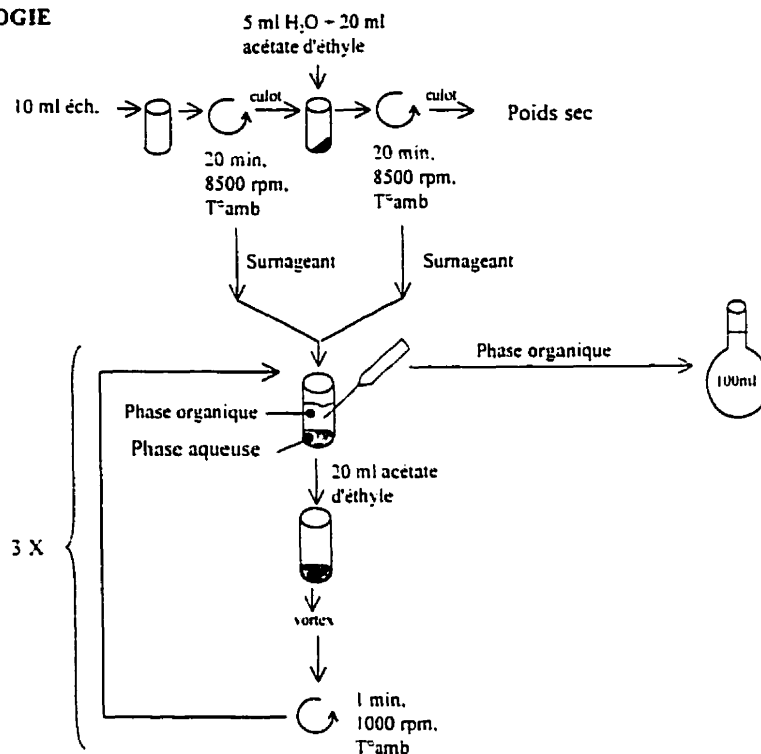 OGIE
5 ml H₂O - 20 ml
acétate d'éthyle
10 ml éch.
culot
culot
Poids sec
20 min,
8500 rpm,
T°amb
20 min,
8500 rpm,
T°amb
Surnageant
Surnageant
Phase organique
100ml
Phase organique
Phase aqueuse
20 ml acétate
d'éthyle
3 X
vortex
1 min,
1000 rpm,
T°amb